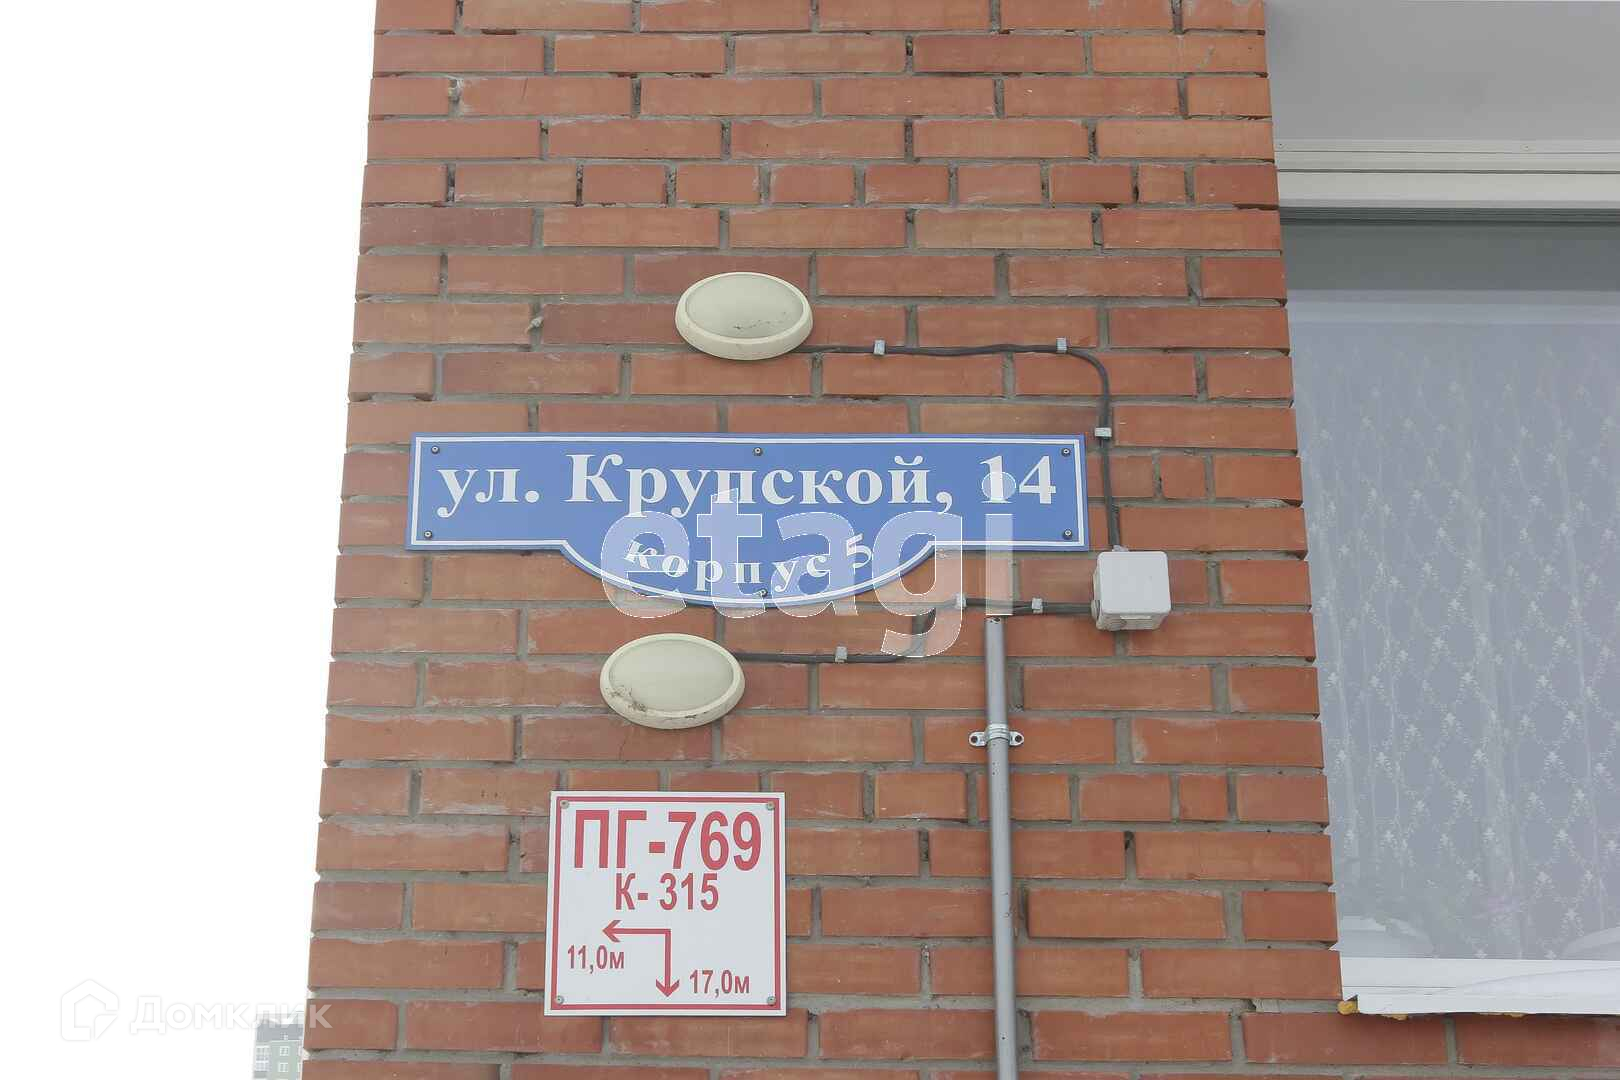 ул. Крупской, 14
корпус 5
etagi
ПГ-769
К- 315
11,0м
17,0м
Домклик